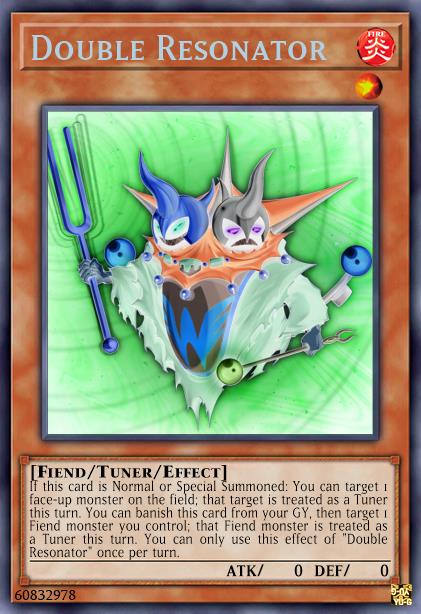 DOUBLE RESONATOR
FIRE
炎
W
[FIEND/TUNER/EFFECT]
If this card is Normal or Special Summoned: You can target 1
face-up monster on the field; that target is treated as a Tuner
this turn. You can banish this card from your GY, then target 1
Fiend monster you control; that Fiend monster is treated as
a Tuner this turn. You can only use this effect of "Double
Resonator" once per turn.
ATK/ 0 DEF/ 0
60832978